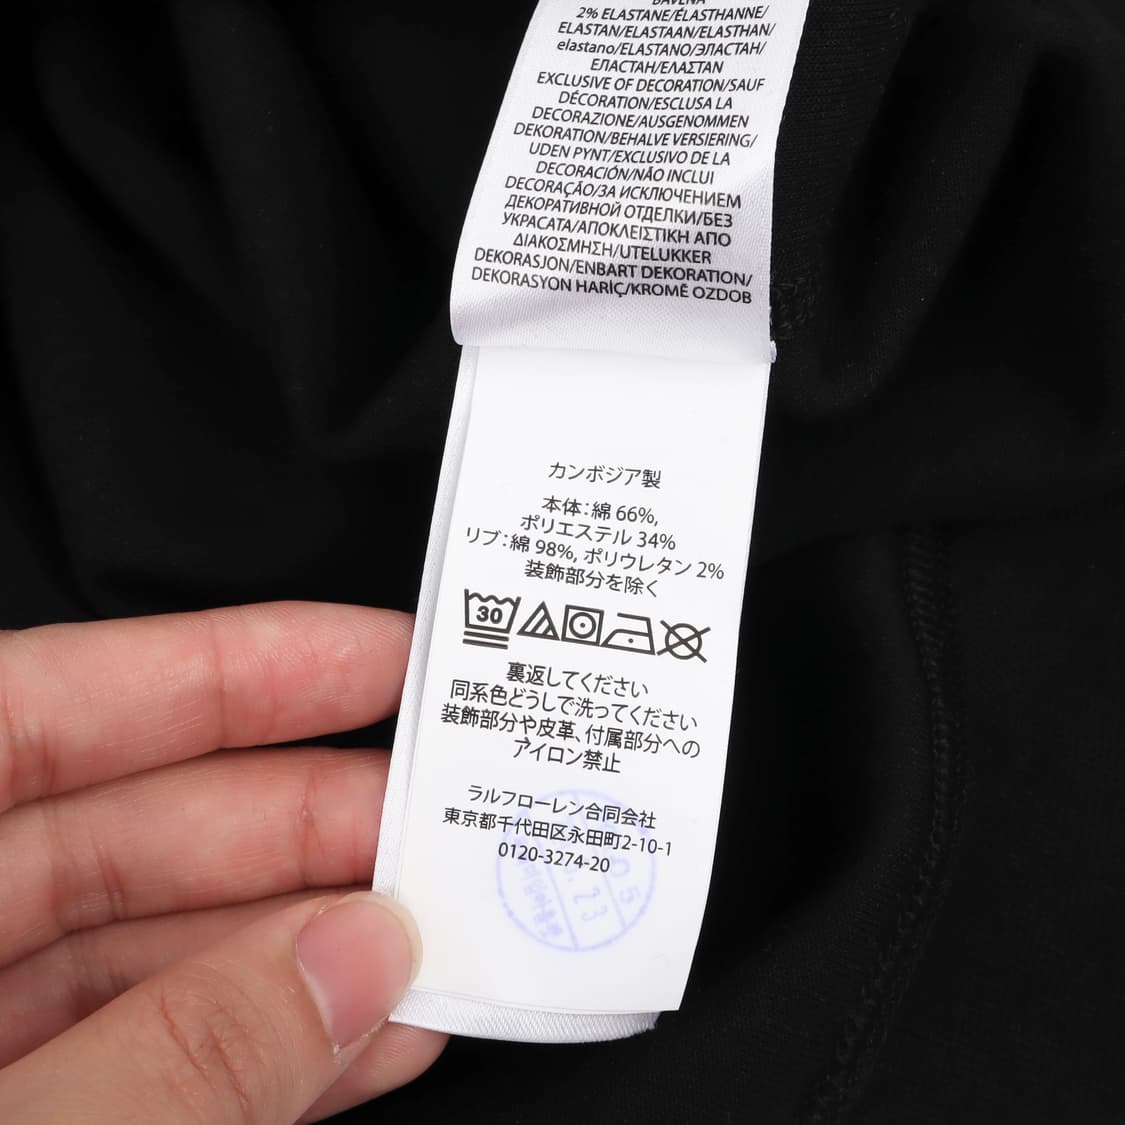 BAVLNA
2% ELASTANE/ÉLASTHANNE/
ELASTAN/ELASTAAN/ELASTHAN/
elastano/ELASTANO/ЭЛАСТАН/
ЕЛАСТАН/ΕΛΑΣΤΑΝ
EXCLUSIVE OF DECORATION/SAUF
DÉCORATION/ESCLUSA LA
DECORAZIONE/AUSGENOMMEN
DEKORATION/BEHALVE VERSIERING/
UDEN PYNT/EXCLUSIVO DE LA
DECORACIÓN/NÃO INCLUI
DECORAÇÃO/ЗА ИСКЛЮЧЕНИЕМ
ДЕКОРАТИВНОЙ ОТДЕЛКИ/БЕЗ
УКРАСАТА/ΑΠΟΚΛΕΙΣΤΙΚΗ ΑΠΟ
ΔΙΑΚΟΣΜΗΣΗ/UTELUKKER
DEKORASJON/ENBART DEKORATION/
DEKORASYON HARİÇ/KROMĚ OZDOB
カンボジア製
本体:綿 66%,
ポリエステル 34%
リブ:綿 98%, ポリウレタン 2%
装飾部分を除く
30
裏返してください
同系色どうしで洗ってください
装飾部分や皮革、付属部分への
アイロン禁止
ラルフローレン合同会社
東京都千代田区永田町2-10-1
0120-3274-20